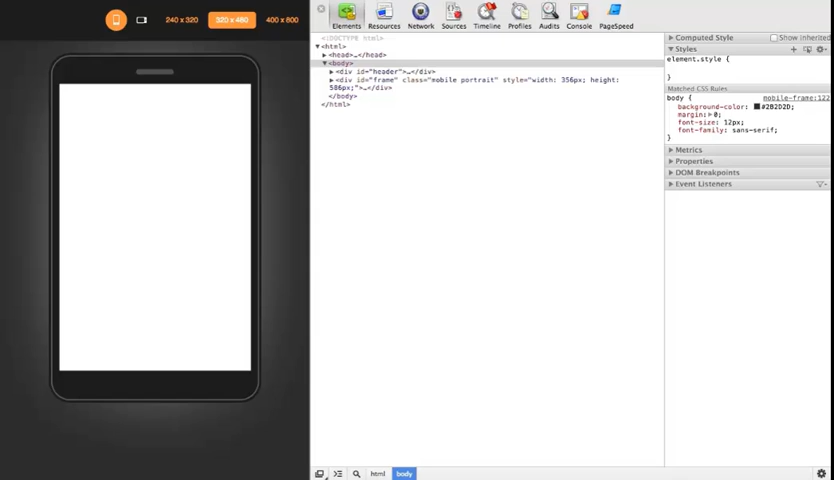 240 x 320 320 x 480 400 x 800
Elements Resources Network Sources Timeline Profiles Audits Console PageSpeed
<!DOCTYPE html>
▼<html>
▶<head>…</head>
▼<body>
▶<div id="header">…</div>
▶<div id="frame" class="mobile portrait" style="width: 356px; height:
586px;">…</div>
</body>
</html>
▶ Computed Style Show inherited
▼ Styles
element.style {
}
Matched CSS Rules
body { mobile-frame:122
background-color: #2B2D2D;
margin:▶ 0;
font-size: 12px;
font-family: sans-serif;
}
▶ Metrics
▶ Properties
▶ DOM Breakpoints
▶ Event Listeners
html body